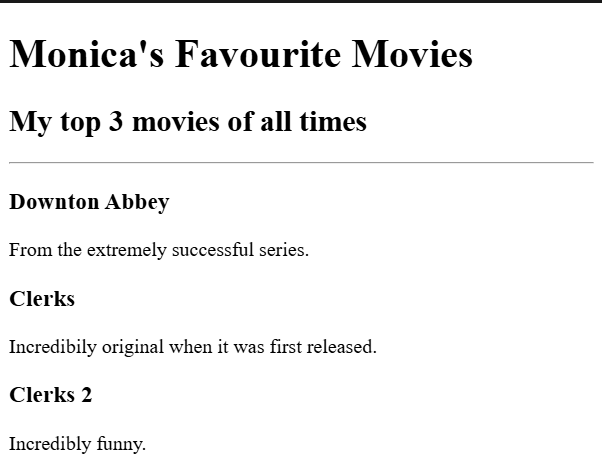 Monica's Favourite Movies
My top 3 movies of all times
Downton Abbey
From the extremely successful series.
Clerks
Incredibily original when it was first released.
Clerks 2
Incredibly funny.